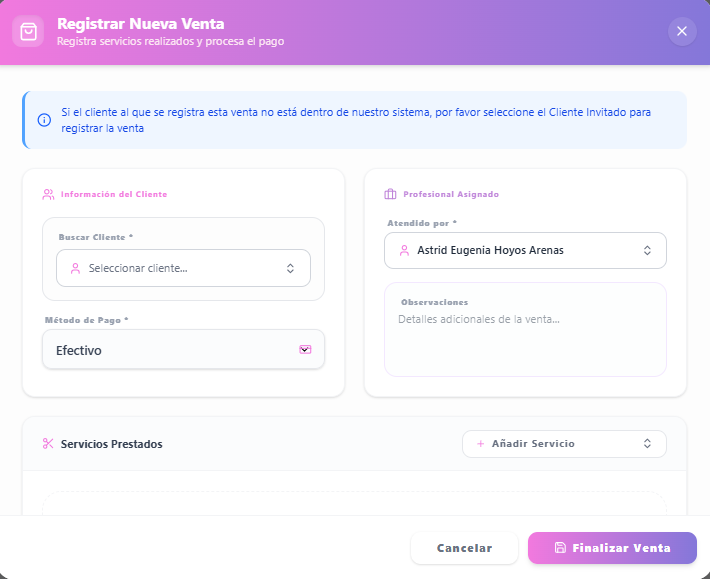 Registrar Nueva Venta
Registra servicios realizados y procesa el pago
Si el cliente al que se registra esta venta no está dentro de nuestro sistema, por favor seleccione el Cliente Invitado para
registrar la venta
Información del Cliente
Buscar Cliente *
Seleccionar cliente...
Método de Pago *
Efectivo
Profesional Asignado
Atendido por *
Astrid Eugenia Hoyos Arenas
Observaciones
Detalles adicionales de la venta...
Servicios Prestados
+ Añadir Servicio
Cancelar
Finalizar Venta